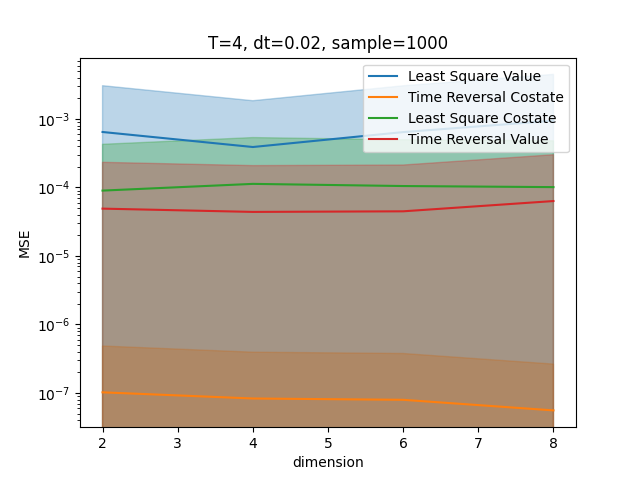 T=4, dt=0.02, sample=1000
Least Square Value
Time Reversal Costate
Least Square Costate
Time Reversal Value
MSE
10⁻³
10⁻⁴
10⁻⁵
10⁻⁶
10⁻⁷
2 3 4 5 6 7 8
dimension